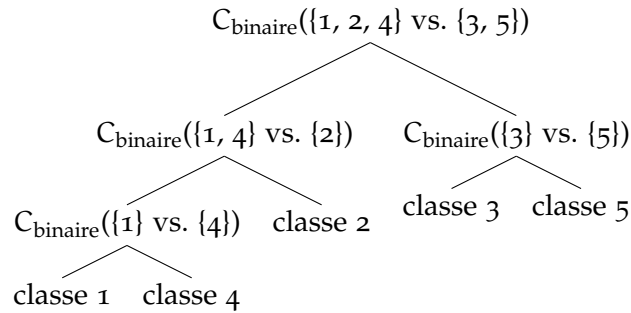 C_binaire({1, 2, 4} vs. {3, 5})
C_binaire({1, 4} vs. {2}) C_binaire({3} vs. {5})
C_binaire({1} vs. {4}) classe 2 classe 3 classe 5
classe 1 classe 4